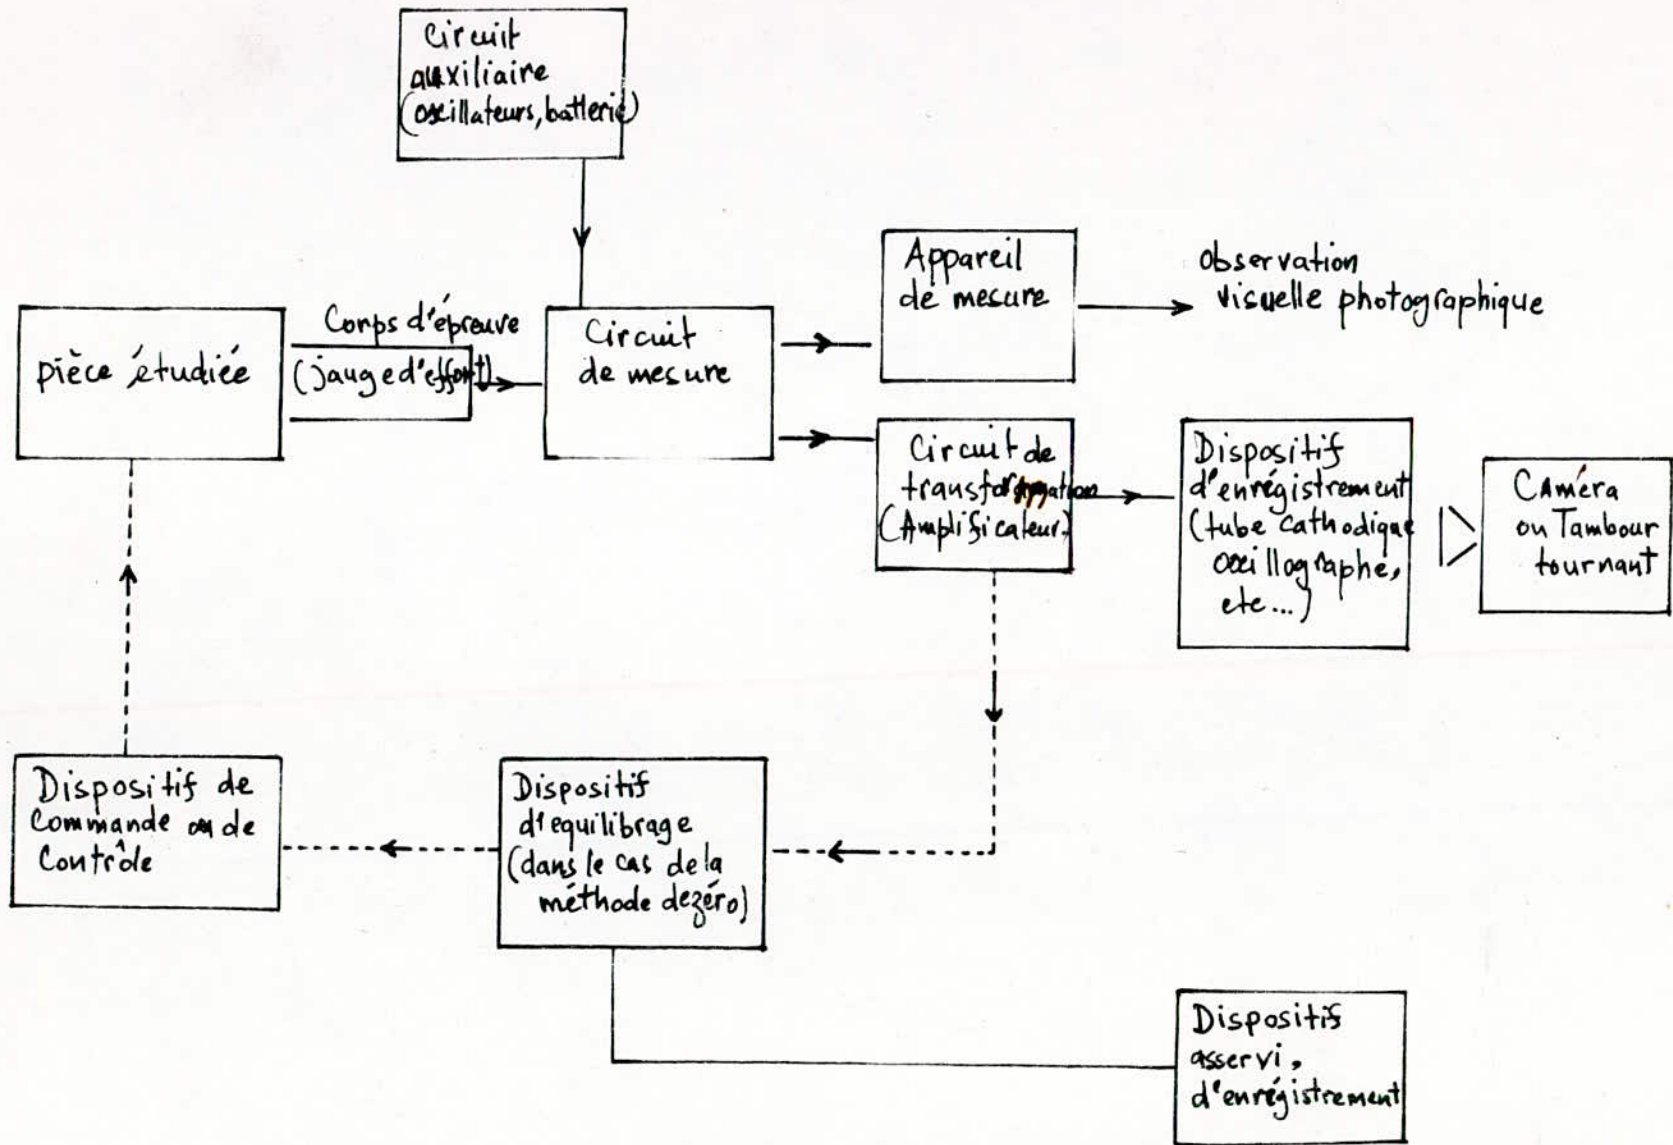 Circuit
auxiliaire
(oscillateurs, batterie)
Appareil
de mesure
Observation
visuelle photographique
pièce étudiée
Corps d'épreuve
(jauge d'effort)
Circuit
de mesure
Circuit de
transformation
(Amplificateur)
Dispositif
d'enrégistrement
(tube cathodique
oscillographe,
etc...)
CAméra
ou Tambour
tournant
Dispositif de
Commande ou de
Contrôle
Dispositif
d'equilibrage
(dans le cas de la
méthode de zéro)
Dispositif
asservi,
d'enrégistrement